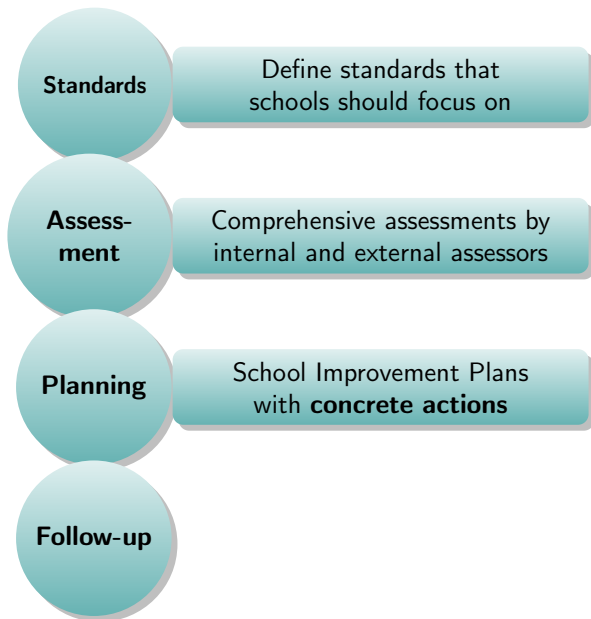 Standards
Define standards that
schools should focus on
Assess-
ment
Comprehensive assessments by
internal and external assessors
Planning
School Improvement Plans
with concrete actions
Follow-up